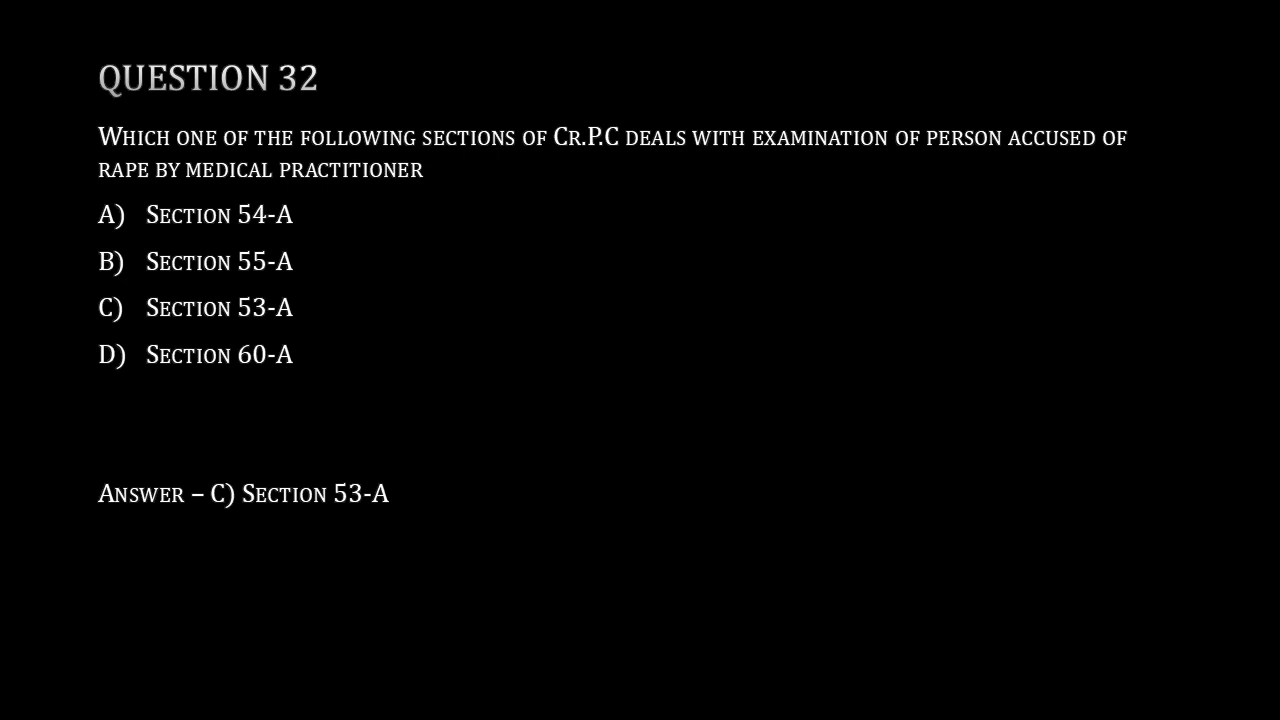 QUESTION 32
Which one of the following sections of Cr.P.C deals with examination of person accused of
rape by medical practitioner
A) Section 54-A
B) Section 55-A
C) Section 53-A
D) Section 60-A
Answer – C) Section 53-A